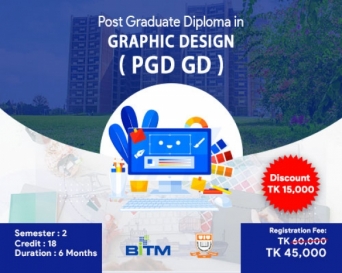 Post Graduate Diploma in
GRAPHIC DESIGN
( PGD GD )
Discount
TK 15,000
Semester : 2
Credit : 18
Duration : 6 Months
BITM
UIU
Registration Fee:
TK 60,000
TK 45,000